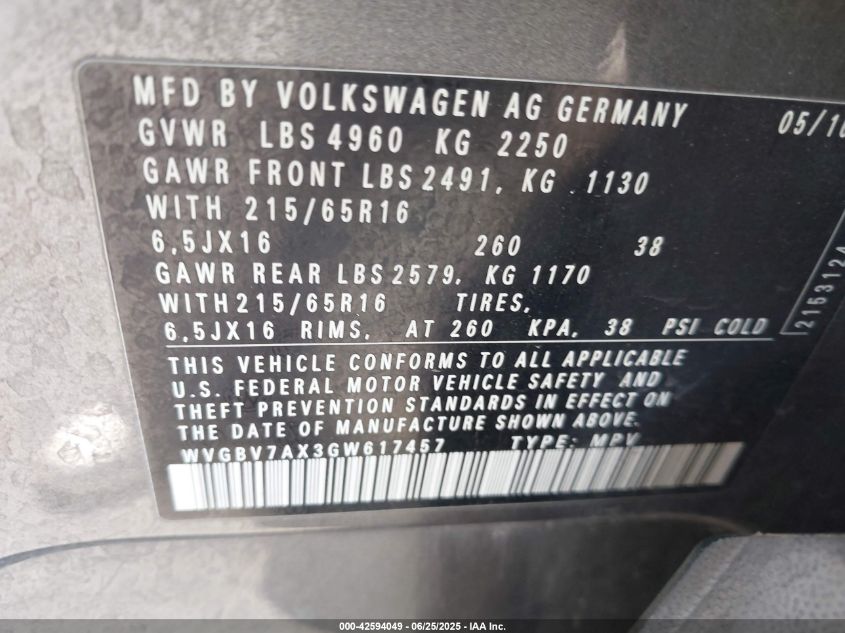 MFD BY VOLKSWAGEN AG GERMANY 05/16
GVWR LBS 4960 KG 2250
GAWR FRONT LBS 2491, KG 1130
WITH 215/65R16
6,5JX16 260 38
GAWR REAR LBS 2579, KG 1170
WITH 215/65R16 TIRES,
6,5JX16 RIMS, AT 260 KPA, 38 PSI COLD
THIS VEHICLE CONFORMS TO ALL APPLICABLE
U.S. FEDERAL MOTOR VEHICLE SAFETY AND
THEFT PREVENTION STANDARDS IN EFFECT ON
THE DATE OF MANUFACTURE SHOWN ABOVE.
WVGBV7AX3GW617457 TYPE: MPV
2153124
000-42594049 - 06/25/2025 - IAA Inc.